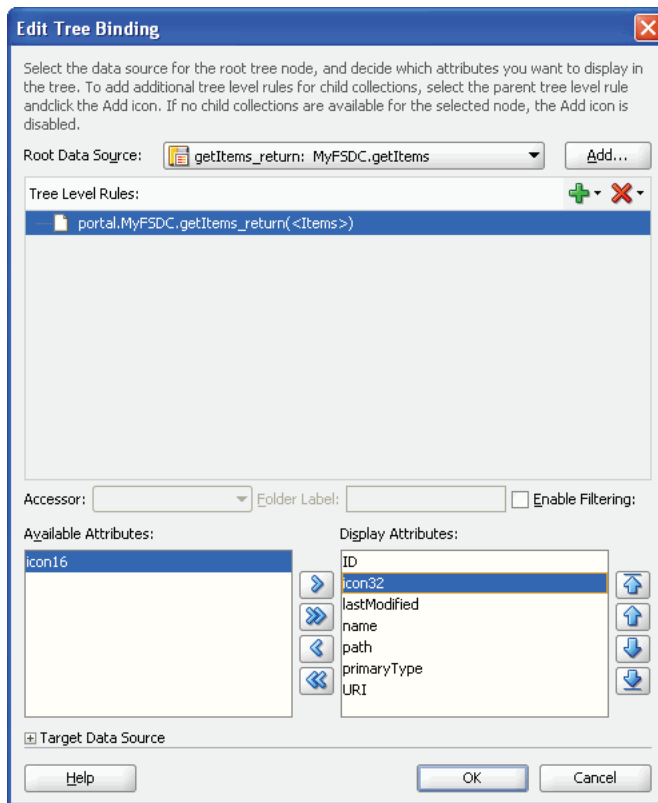 Edit Tree Binding
Select the data source for the root tree node, and decide which attributes you want to display in
the tree. To add additional tree level rules for child collections, select the parent tree level rule
andclick the Add icon. If no child collections are available for the selected node, the Add icon is
disabled.
Root Data Source: getItems_return: MyFSDC.getItems Add...
Tree Level Rules:
portal.MyFSDC.getItems_return(<Items>)
Accessor: Folder Label: Enable Filtering:
Available Attributes: Display Attributes:
icon16 ID
icon32
lastModified
name
path
primaryType
URI
Target Data Source
Help OK Cancel